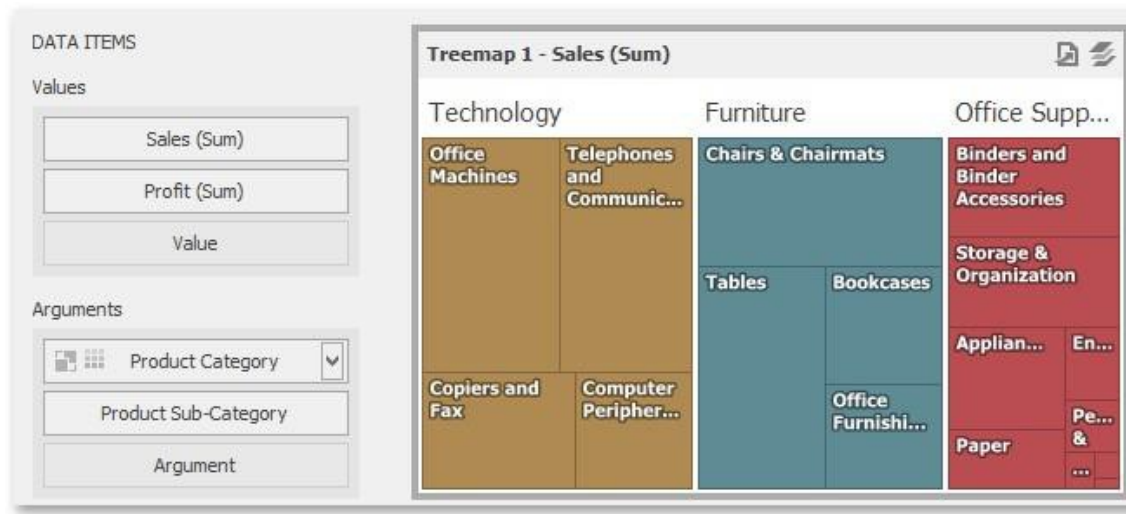 DATA ITEMS
Values
Sales (Sum)
Profit (Sum)
Value
Arguments
Product Category
Product Sub-Category
Argument
Treemap 1 - Sales (Sum)
Technology
Office
Machines
Telephones
and
Communic...
Copiers and
Fax
Computer
Peripher...
Furniture
Chairs & Chairmats
Tables
Bookcases
Office
Furnishi...
Office Supp...
Binders and
Binder
Accessories
Storage &
Organization
Applian...
En...
Paper
Pe...
&
...